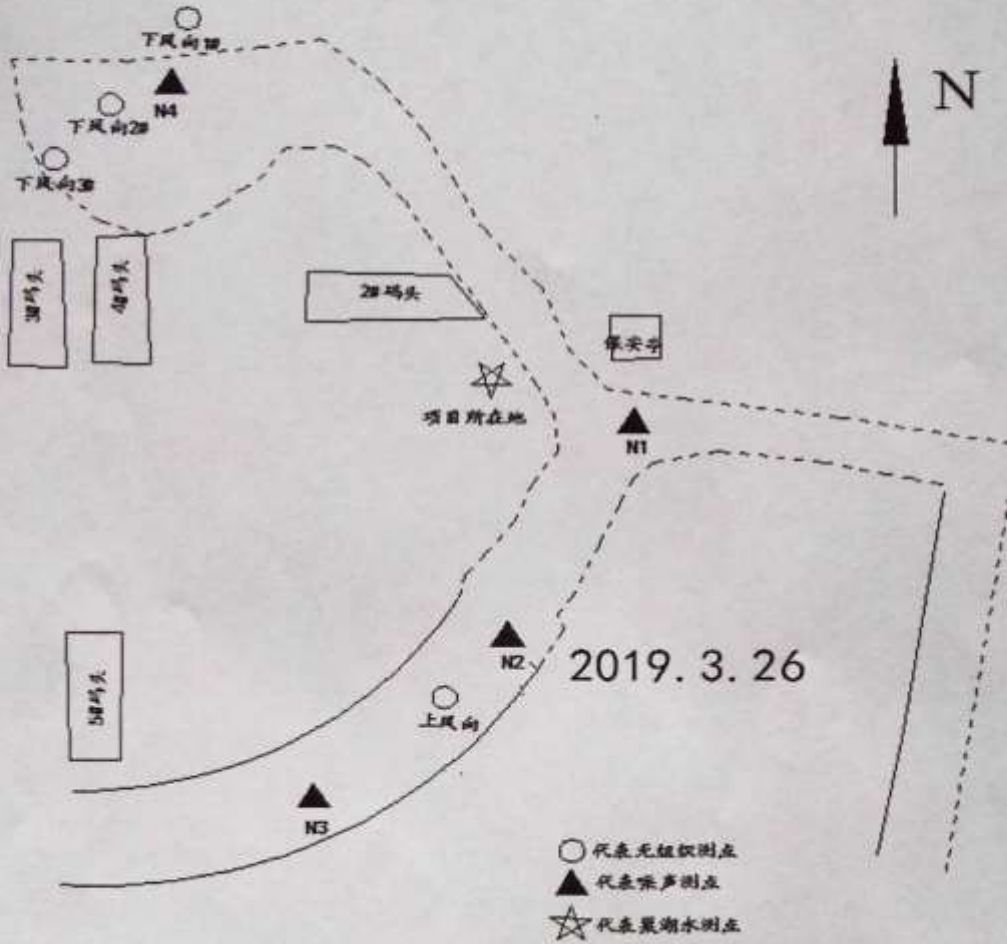 下风向1#
N
N4
下风向2#
下风向3#
3#码头
4#码头
2#码头
保安亭
项目所在地
N1
N2
2019. 3. 26
5#码头
上风向
N3
代表无组织测点
代表噪声测点
代表巢湖水测点